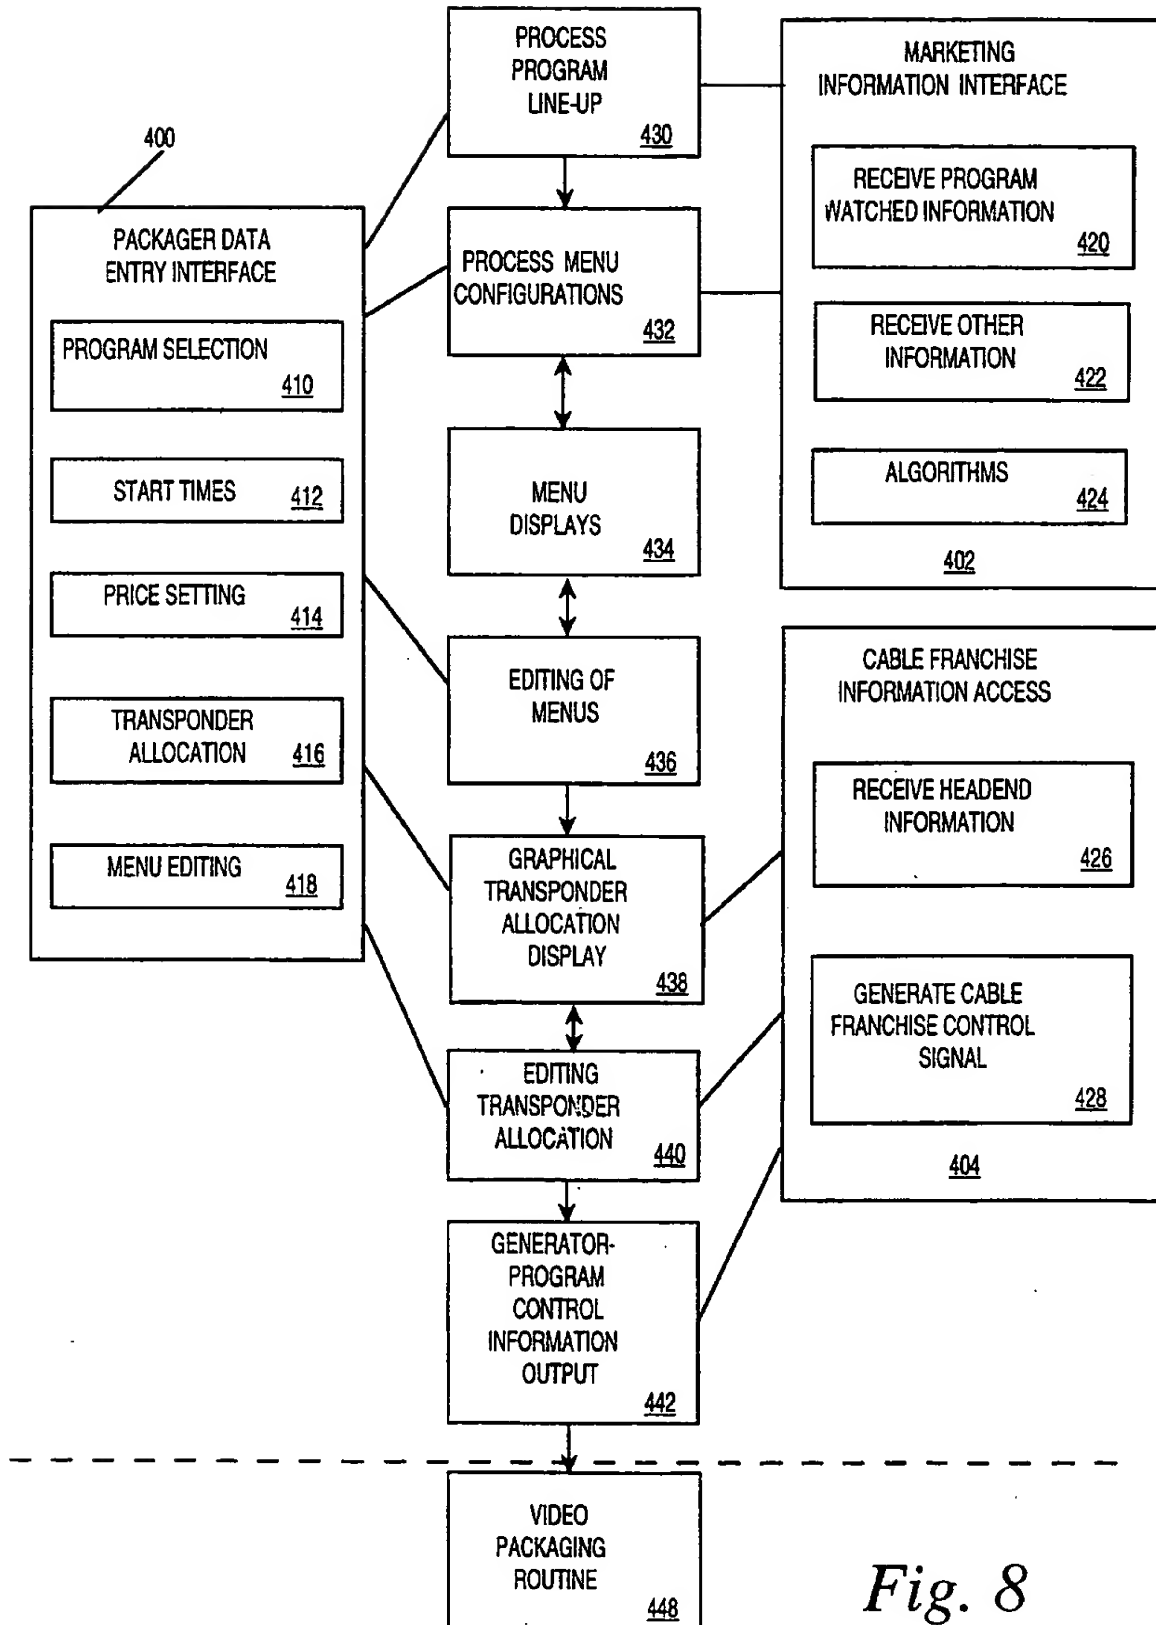 400
PACKAGER DATA
ENTRY INTERFACE
PROGRAM SELECTION
410
START TIMES
412
PRICE SETTING
414
TRANSPONDER
ALLOCATION
416
MENU EDITING
418
PROCESS
PROGRAM
LINE-UP
430
PROCESS MENU
CONFIGURATIONS
432
MENU
DISPLAYS
434
EDITING OF
MENUS
436
GRAPHICAL
TRANSPONDER
ALLOCATION
DISPLAY
438
EDITING
TRANSPONDER
ALLOCATION
440
GENERATOR-
PROGRAM
CONTROL
INFORMATION
OUTPUT
442
VIDEO
PACKAGING
ROUTINE
448
MARKETING
INFORMATION INTERFACE
RECEIVE PROGRAM
WATCHED INFORMATION
420
RECEIVE OTHER
INFORMATION
422
ALGORITHMS
424
402
CABLE FRANCHISE
INFORMATION ACCESS
RECEIVE HEADEND
INFORMATION
426
GENERATE CABLE
FRANCHISE CONTROL
SIGNAL
428
404
Fig. 8